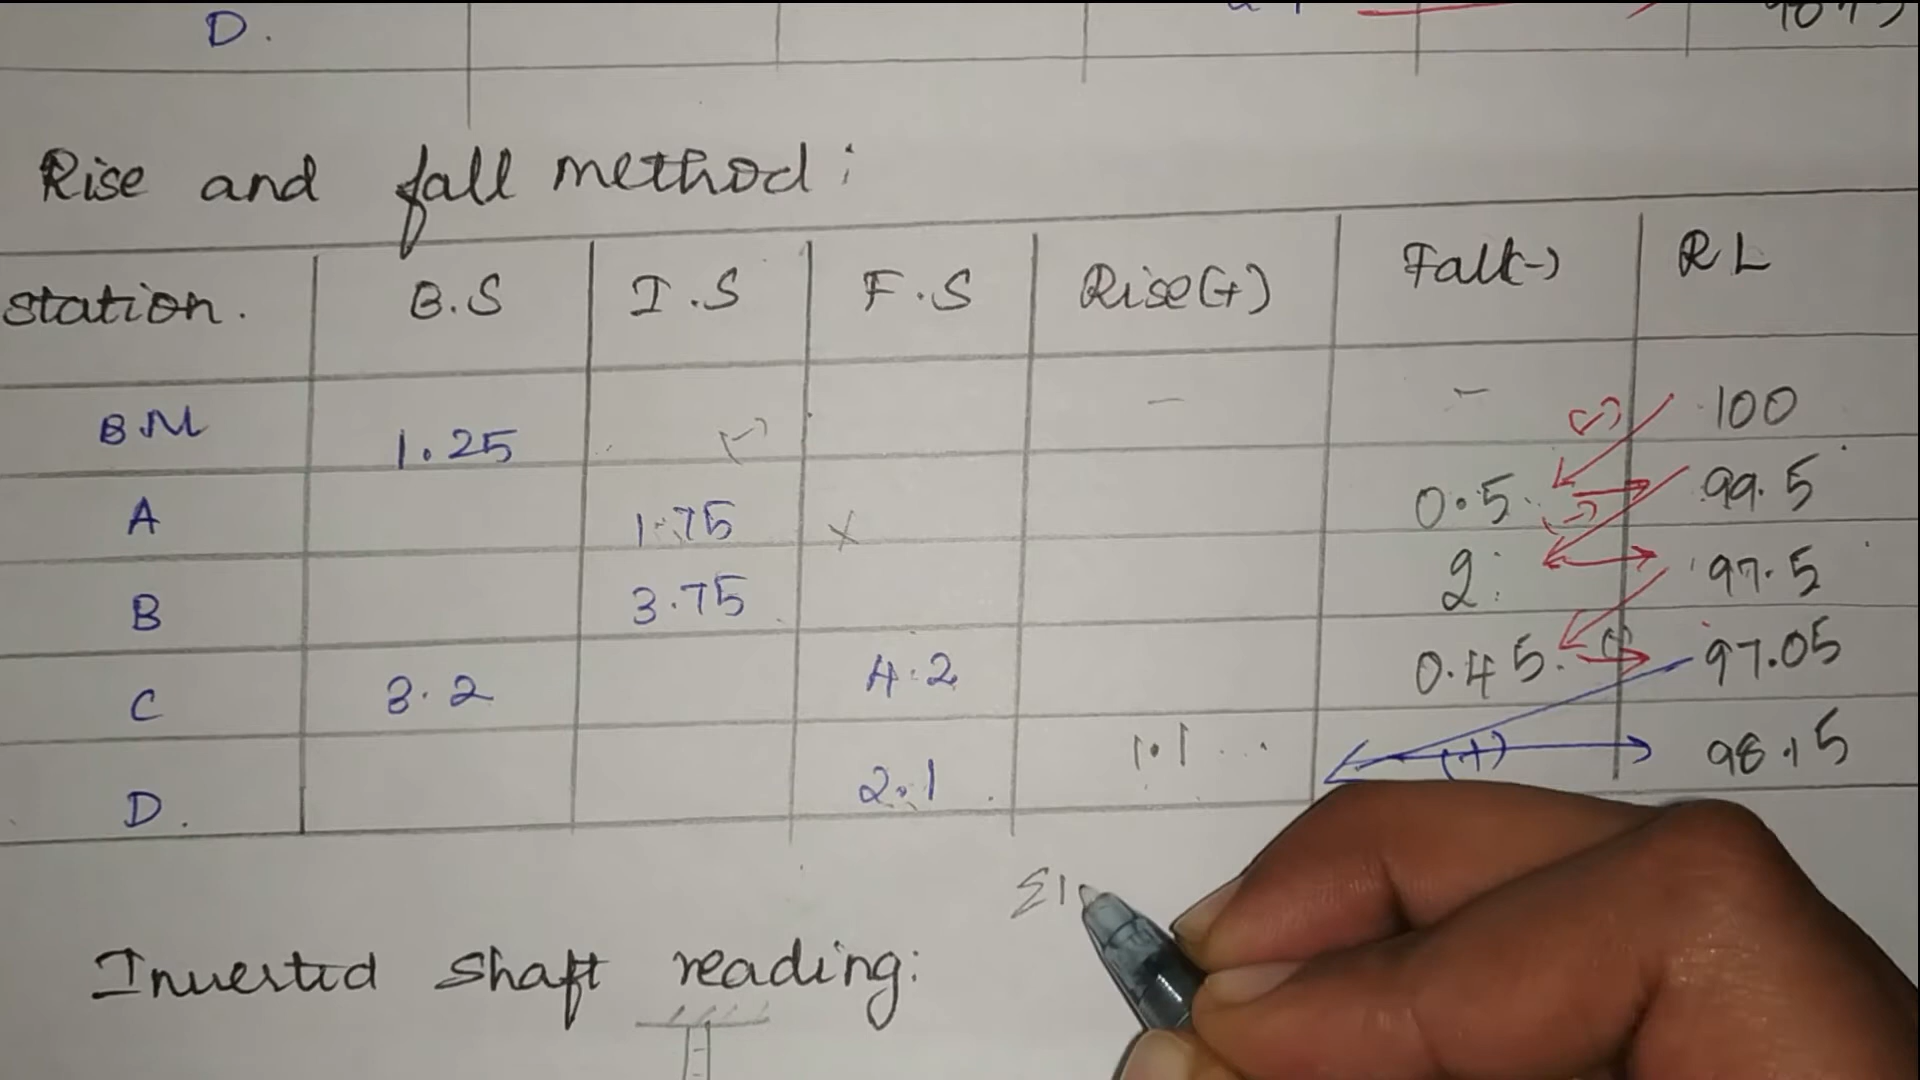 D.
Rise and fall method:
station. B.S I.S F.S Rise(+) Fall(-) RL
BM 1.25 (-) - - (-) 100
A 1.75 x 0.5. (-) 99.5
B 3.75 2. 97.5
C 3.2 4.2 0.45. 97.05
D. 2.1 1.1 (+) 98.15
Σ1
Inverted shaft reading: